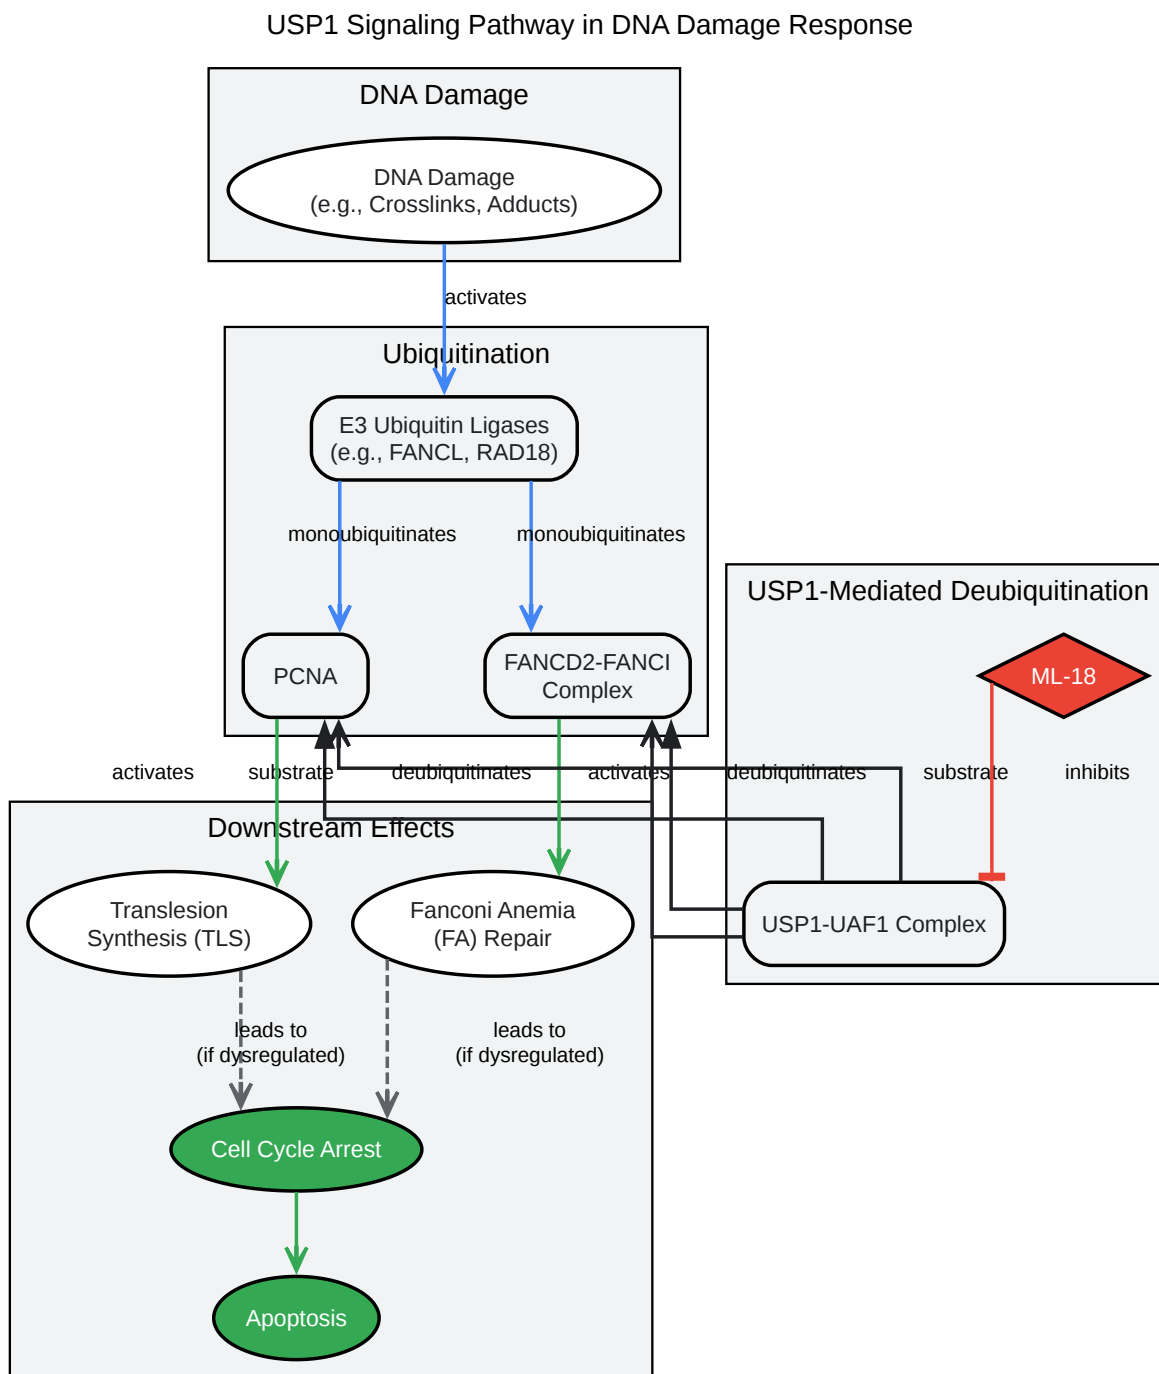 USP1 Signaling Pathway in DNA Damage Response
DNA Damage
DNA Damage
(e.g., Crosslinks, Adducts)
activates
Ubiquitination
E3 Ubiquitin Ligases
(e.g., FANCL, RAD18)
monoubiquitinates
monoubiquitinates
USP1-Mediated Deubiquitination
PCNA
FANCD2-FANCI
Complex
ML-18
activates
substrate
deubiquitinates
activates
deubiquitinates
substrate
inhibits
Downstream Effects
Translesion
Synthesis (TLS)
Fanconi Anemia
(FA) Repair
USP1-UAF1 Complex
leads to
(if dysregulated)
leads to
(if dysregulated)
Cell Cycle Arrest
Apoptosis